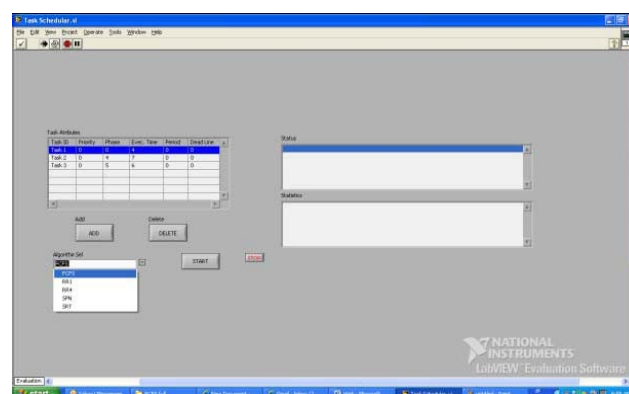 Task Schedular.vi
File Edit View Project Operate Tools Window Help
Task Attributes
Task ID Priority Phase Exec. Time Period Dead Line
Task 1 0 0 4 0 0
Task 2 0 4 7 0 0
Task 3 0 5 6 0 0
Status
Statistics
Add Delete
ADD DELETE
Algorithm Sel
FCFS
START
STOP
FCFS
RR1
RR4
SPN
SRT
NATIONAL
INSTRUMENTS
LabVIEW Evaluation Software
Evaluation
start